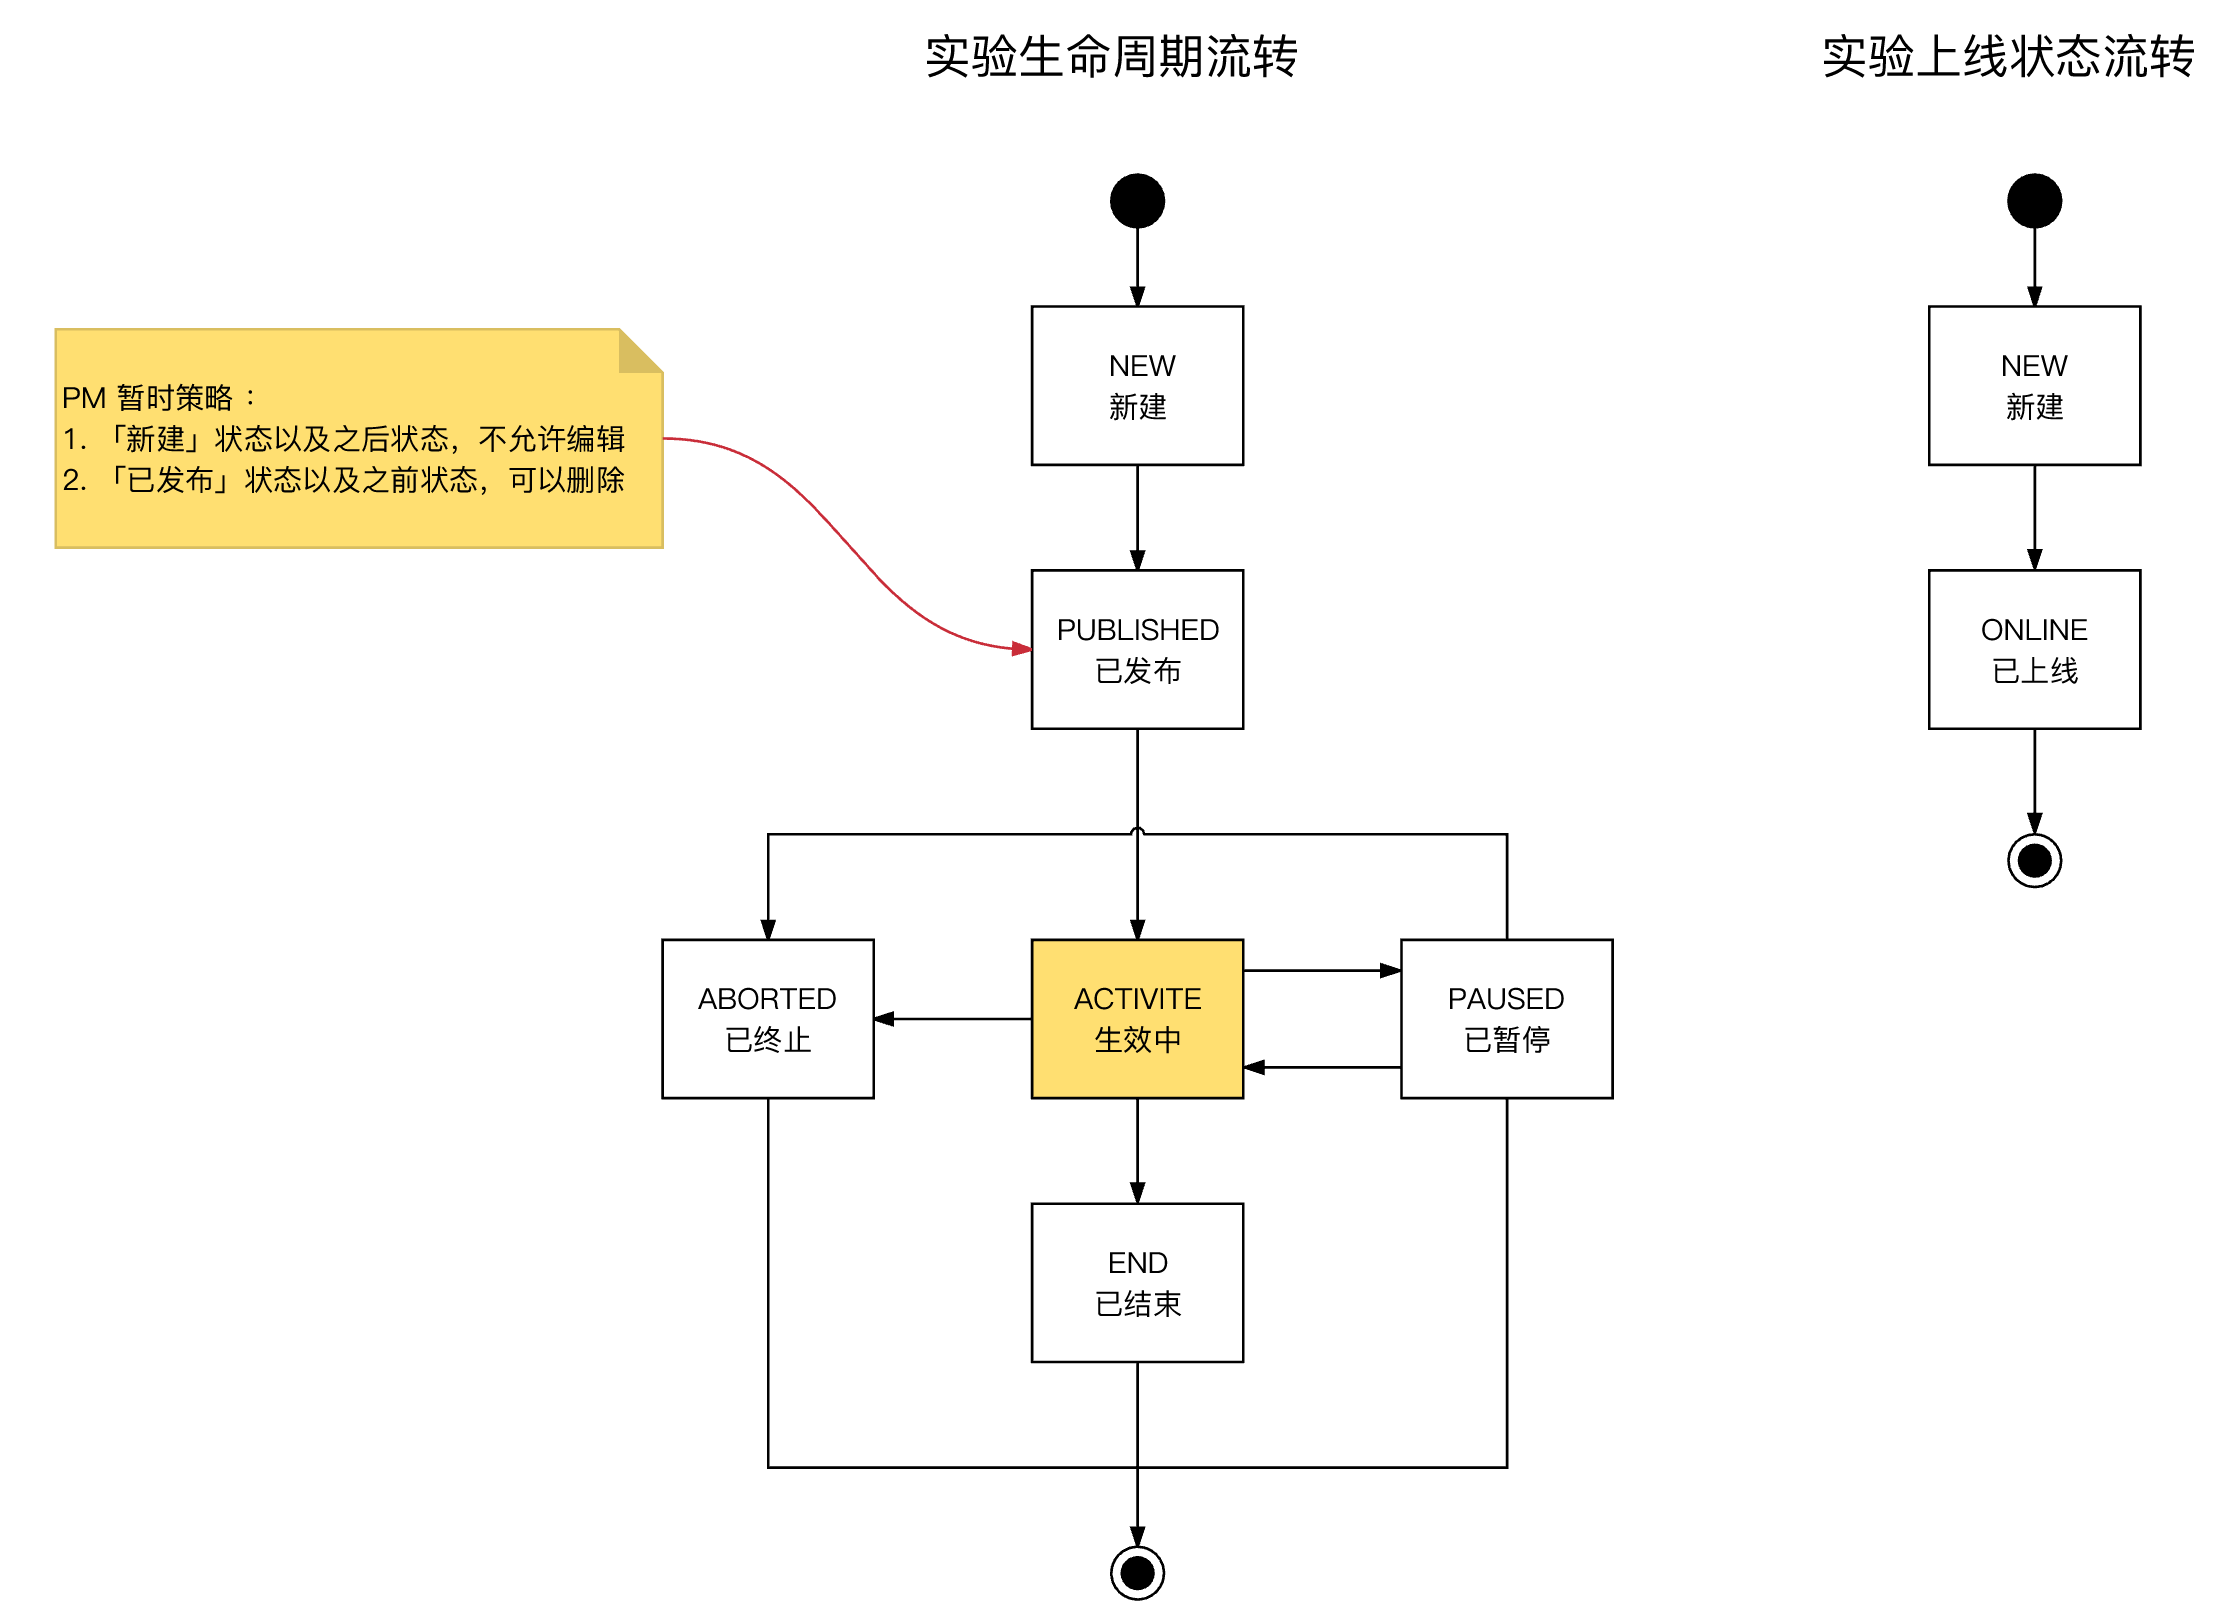 实验生命周期流转
实验上线状态流转
NEW
新建
NEW
新建
PM 暂时策略：
1. 「新建」状态以及之后状态，不允许编辑
2. 「已发布」状态以及之前状态，可以删除
PUBLISHED
已发布
ONLINE
已上线
ABORTED
已终止
ACTIVITE
生效中
PAUSED
已暂停
END
已结束